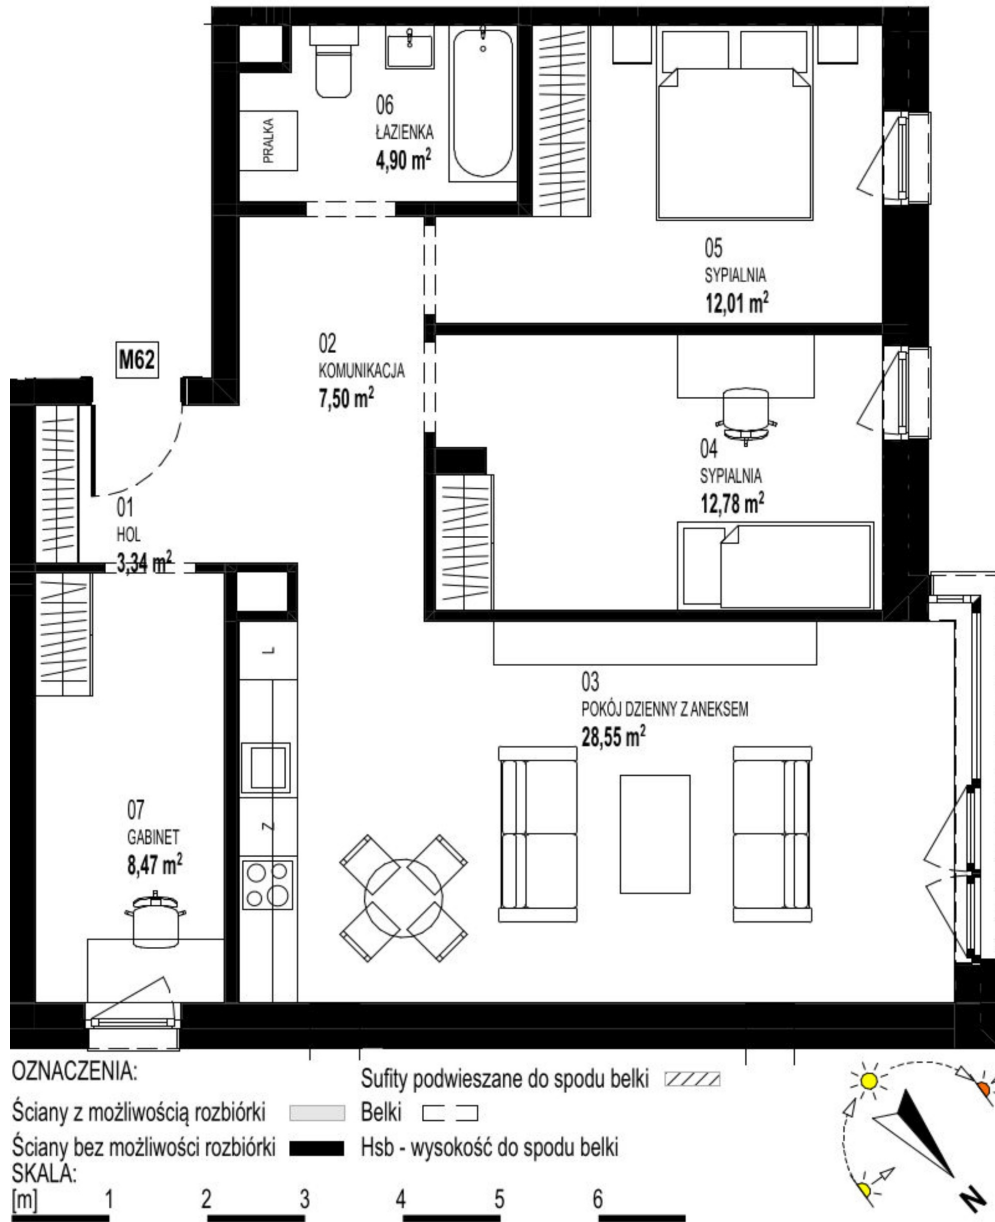 06
ŁAZIENKA
4,90 m²
PRALKA
05
SYPIALNIA
12,01 m²
M62
02
KOMUNIKACJA
7,50 m²
04
SYPIALNIA
12,78 m²
01
HOL
3,34 m²
L
03
POKÓJ DZIENNY Z ANEKSEM
28,55 m²
Z
07
GABINET
8,47 m²
OZNACZENIA:
Sufity podwieszane do spodu belki
Ściany z możliwością rozbiórki
Belki
Ściany bez możliwości rozbiórki
Hsb - wysokość do spodu belki
SKALA:
[m] 1 2 3 4 5 6
N